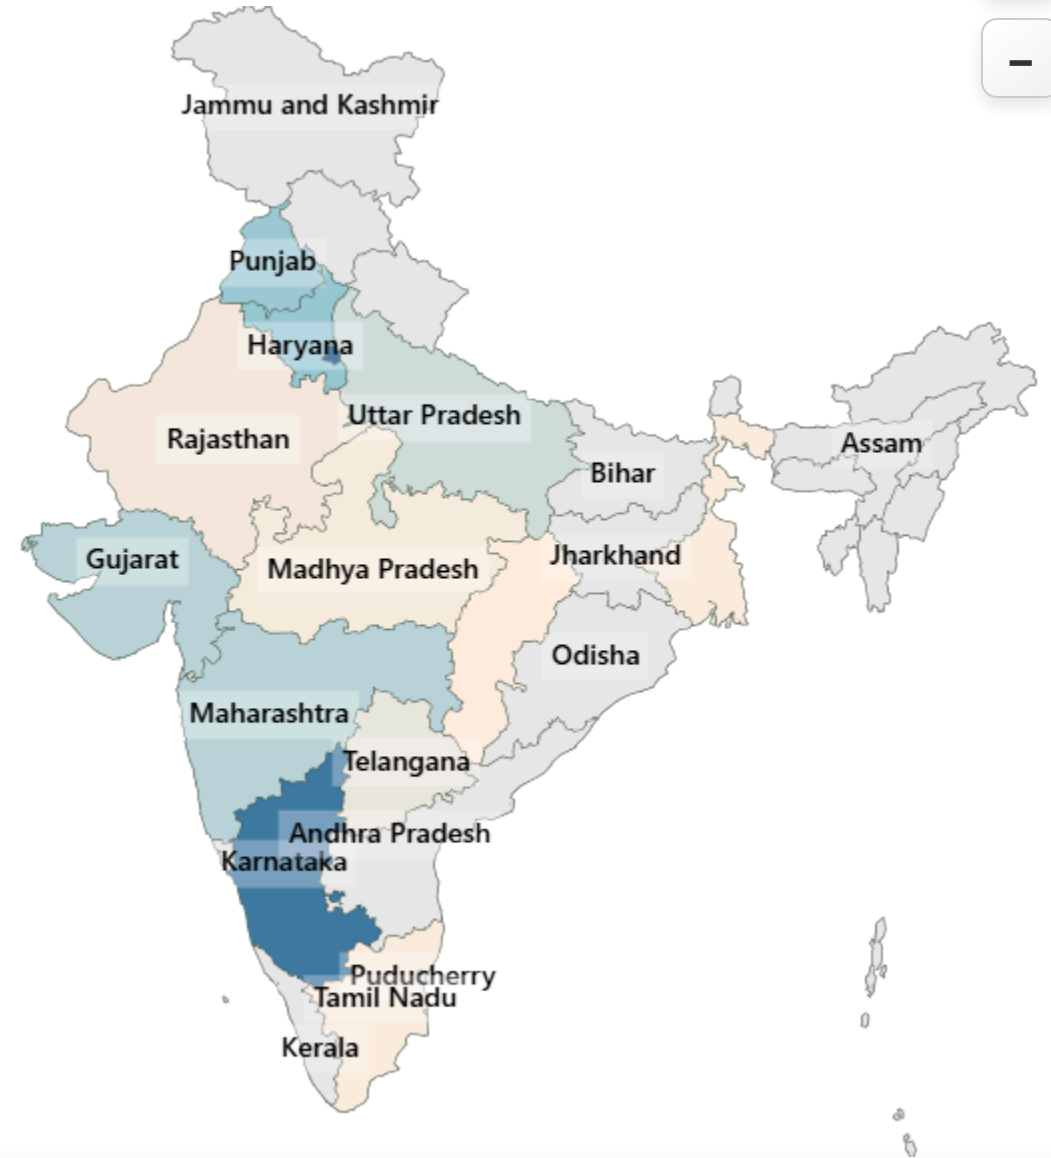 Jammu and Kashmir
Punjab
Haryana
Uttar Pradesh
Rajasthan
Assam
Bihar
Gujarat
Jharkhand
Madhya Pradesh
Odisha
Maharashtra
Telangana
Andhra Pradesh
Karnataka
Puducherry
Tamil Nadu
Kerala